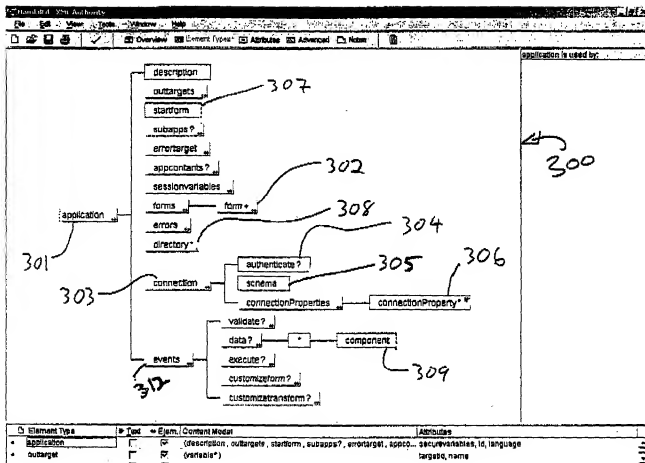 XML Authority
File Edit View Tools Window Help
Overview Element Types Attributes Advanced Notes
application is used by:
description
outtargets
startform
subapps?
errortarget
appcontants?
sessionvariables
forms form+
errors
directory*
application
connection
authenticate?
schema
connectionProperties connectionProperty*
validate?
data? * component
events
execute?
customizeform?
customizetransform?
307
302
308
304
305
306
300
301
303
312
309
Element Type Text Elem. Content Model Attributes
application (description, outtargets, startform, subapps?, errortarget, appco... securevariables, id, language
outtarget (variable*) targetid, name